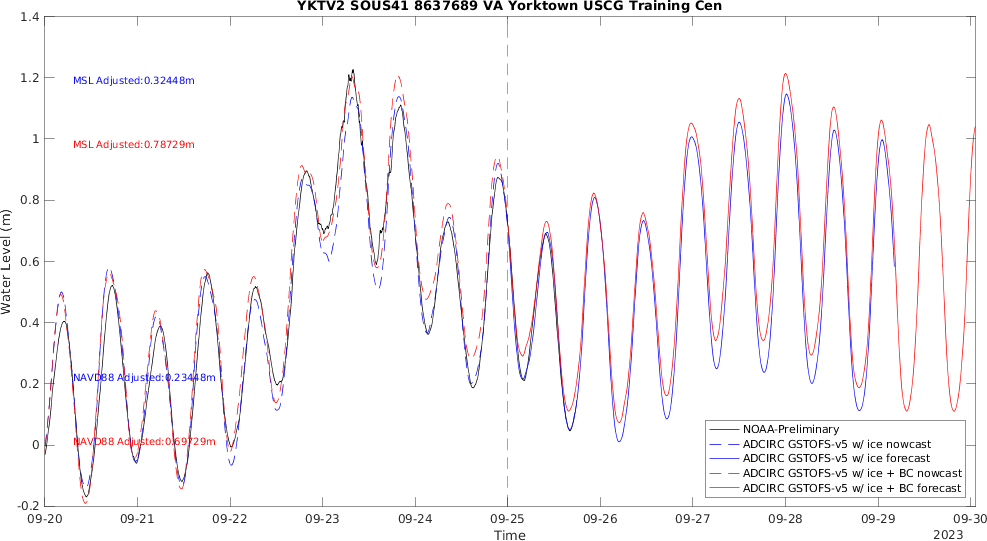 YKTV2 SOUS41 8637689 VA Yorktown USCG Training Cen
1.4
1.2
1
0.8
0.6
0.4
0.2
0
-0.2
Water Level (m)
MSL Adjusted:0.32448m
MSL Adjusted:0.78729m
NAVD88 Adjusted:0.23448m
NAVD88 Adjusted:0.69729m
NOAA-Preliminary
ADCIRC GSTOFS-v5 w/ ice nowcast
ADCIRC GSTOFS-v5 w/ ice forecast
ADCIRC GSTOFS-v5 w/ ice + BC nowcast
ADCIRC GSTOFS-v5 w/ ice + BC forecast
09-20 09-21 09-22 09-23 09-24 09-25 09-26 09-27 09-28 09-29 09-30
Time
2023